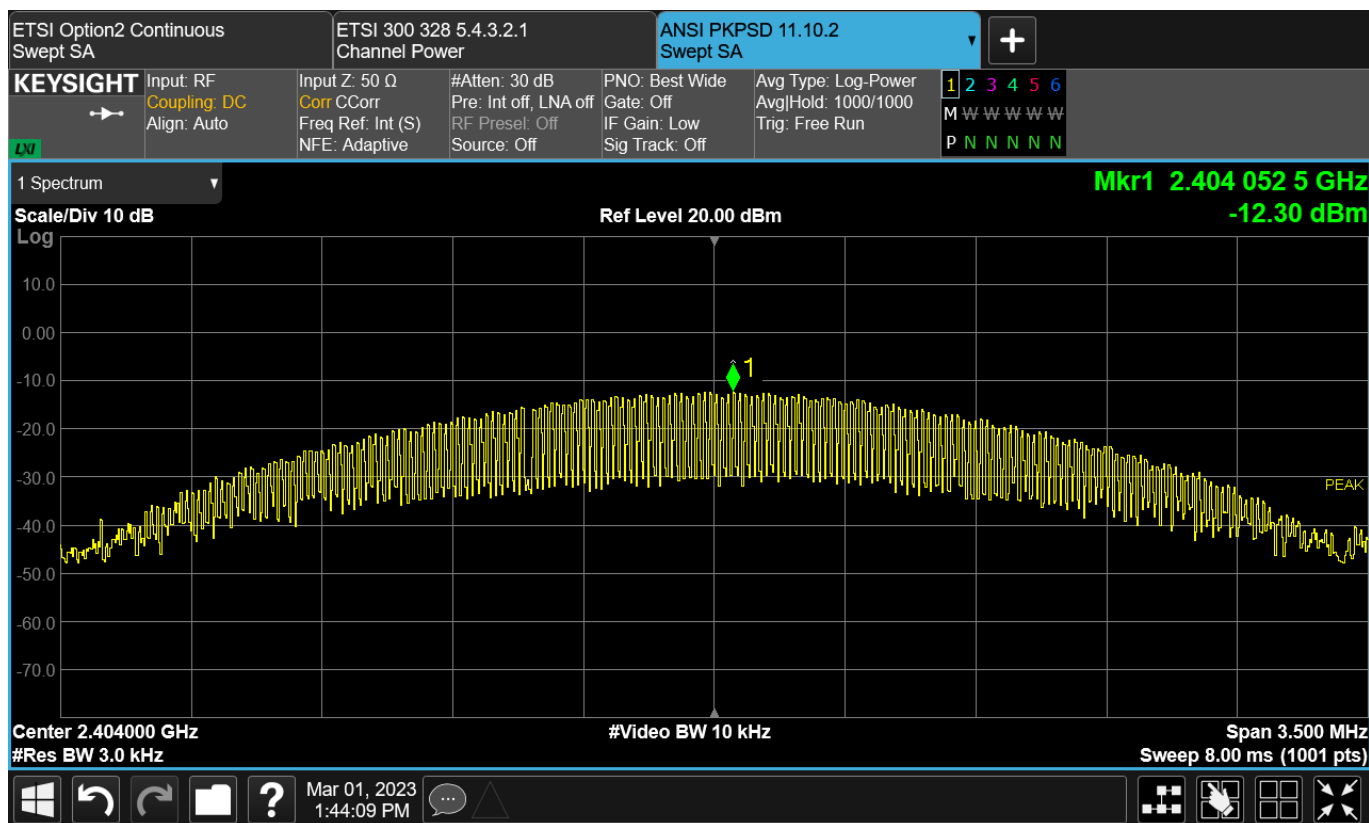 ETSI Option2 Continuous
Swept SA
ETSI 300 328 5.4.3.2.1
Channel Power
ANSI PKPSD 11.10.2
Swept SA
KEYSIGHT
LXI
Input: RF
Coupling: DC
Align: Auto
Input Z: 50 Ω
Corr CCorr
Freq Ref: Int (S)
NFE: Adaptive
#Atten: 30 dB
Pre: Int off, LNA off
RF Presel: Off
Source: Off
PNO: Best Wide
Gate: Off
IF Gain: Low
Sig Track: Off
Avg Type: Log-Power
Avg|Hold: 1000/1000
Trig: Free Run
1 2 3 4 5 6
M W W W W W
P N N N N N
1 Spectrum
Mkr1 2.404 052 5 GHz
-12.30 dBm
Scale/Div 10 dB
Ref Level 20.00 dBm
Log
10.0
0.00
-10.0
-20.0
-30.0
-40.0
-50.0
-60.0
-70.0
1
PEAK
Center 2.404000 GHz
#Video BW 10 kHz
Span 3.500 MHz
#Res BW 3.0 kHz
Sweep 8.00 ms (1001 pts)
?
Mar 01, 2023
1:44:09 PM